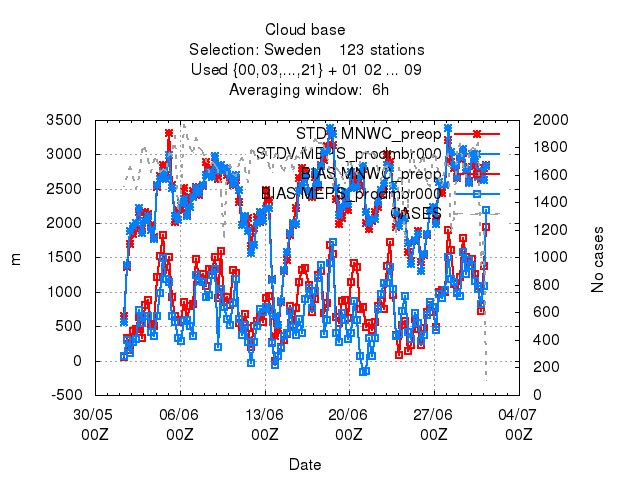 Cloud base
Selection: Sweden 123 stations
Used {00,03,...,21} + 01 02 ... 09
Averaging window: 6h
3500 2000
STDV MNWC_preop
1800
3000 STDV MEPS_prodmbr000
BIAS MNWC_preop 1600
2500 BIAS MEPS_prodmbr000
1400
CASES
2000 1200
1500 1000
1000 800
600
500 400
0 200
-500 0
m
No cases
30/05 06/06 13/06 20/06 27/06 04/07
00Z 00Z 00Z 00Z 00Z 00Z
Date